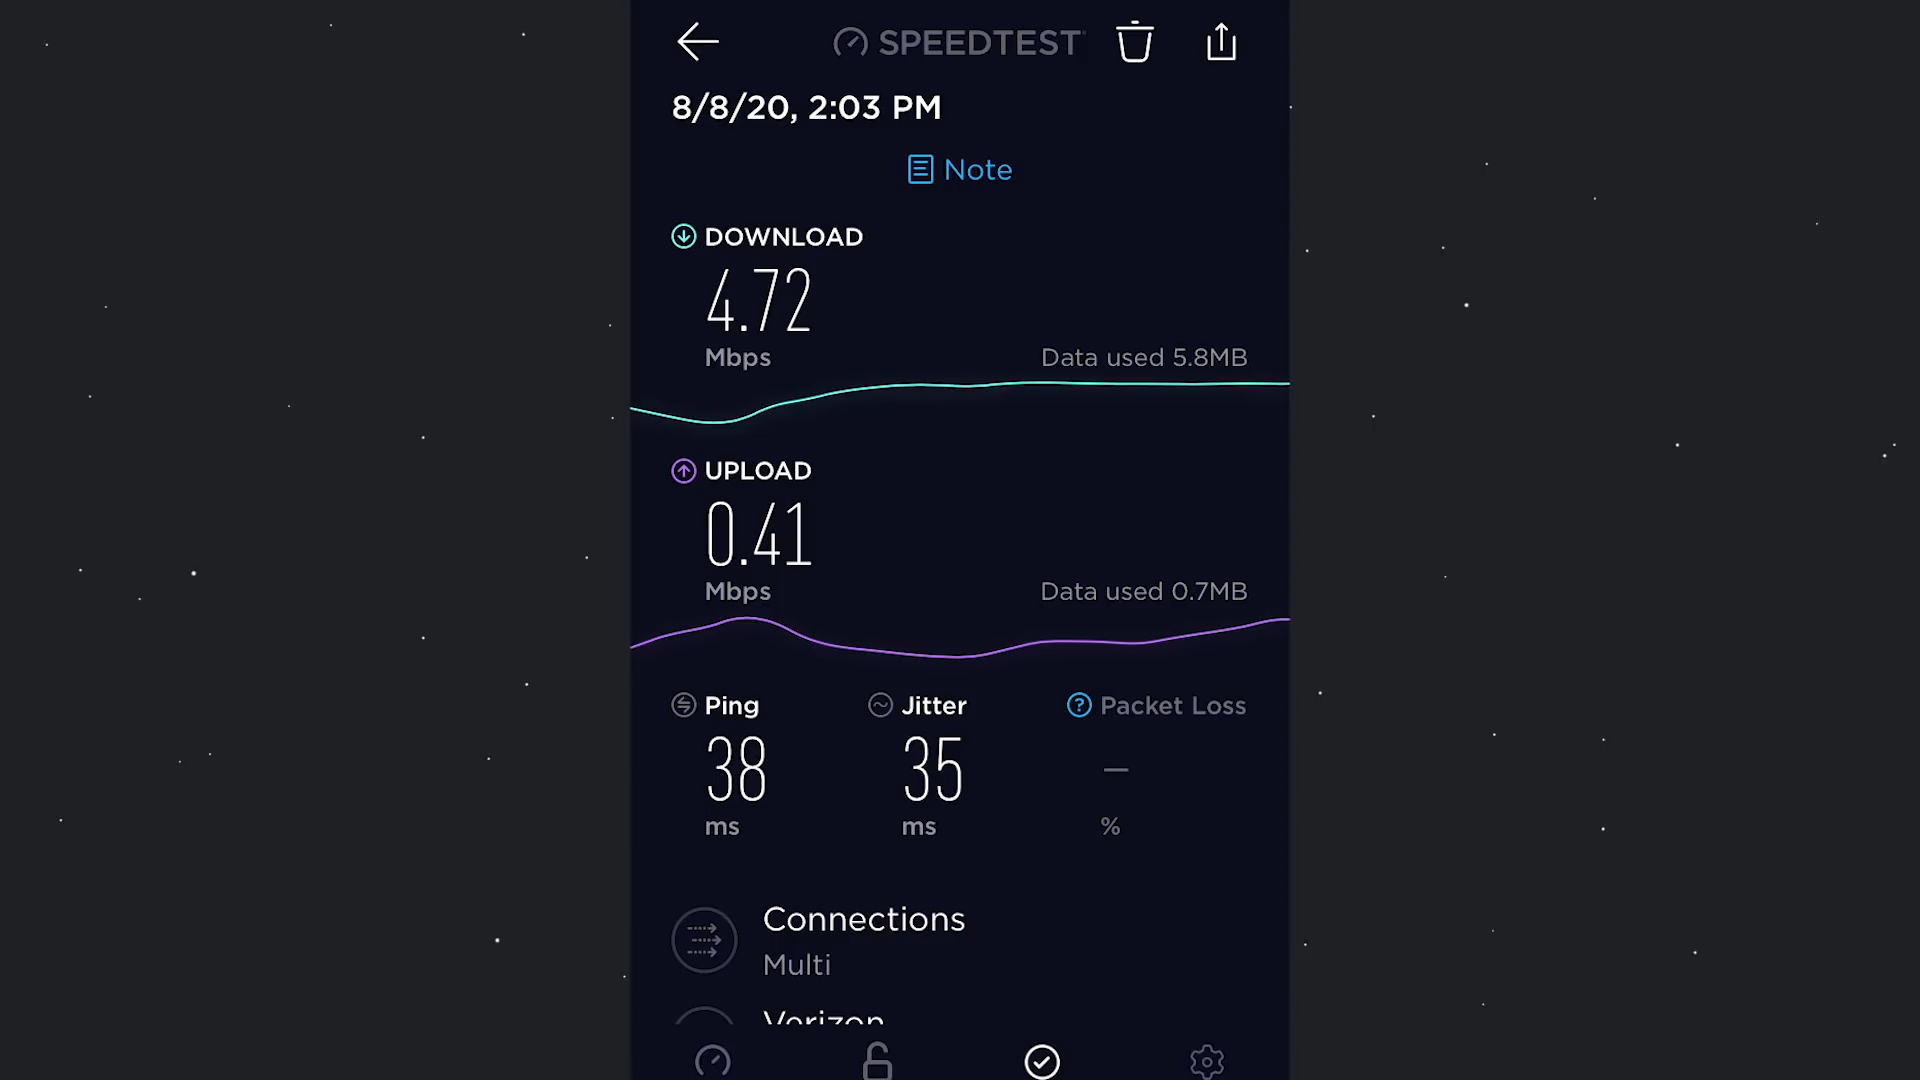 SPEEDTEST
8/8/20, 2:03 PM
Note
DOWNLOAD
4.72
Mbps
Data used 5.8MB
UPLOAD
0.41
Mbps
Data used 0.7MB
Ping
Jitter
? Packet Loss
38
35
—
ms
ms
%
Connections
Multi
Verizon